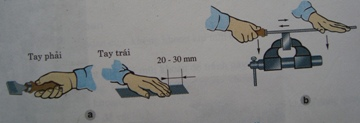 Tay phải
Tay trái
20 - 30 mm
a
b